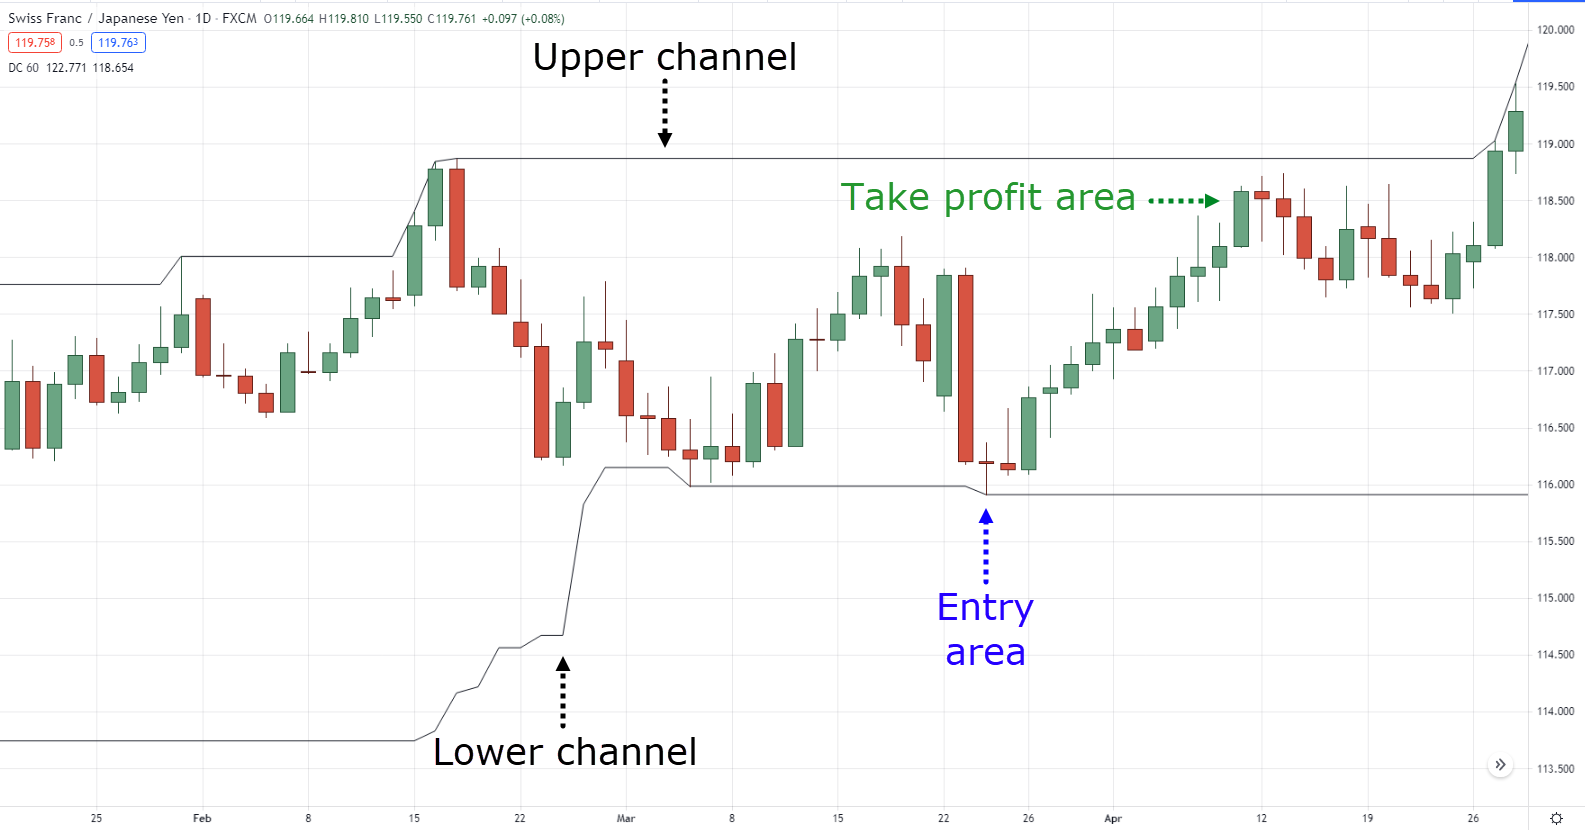 Swiss Franc / Japanese Yen · 1D · FXCM O119.664 H119.810 L119.550 C119.761 +0.097 (+0.08%)
119.758 0.5 119.763
DC 60 122.771 118.654
Upper channel
Take profit area
Entry
area
Lower channel
120.000
119.500
119.000
118.500
118.000
117.500
117.000
116.500
116.000
115.500
115.000
114.500
114.000
113.500
25 Feb 8 15 22 Mar 8 15 22 26 Apr 12 19 26